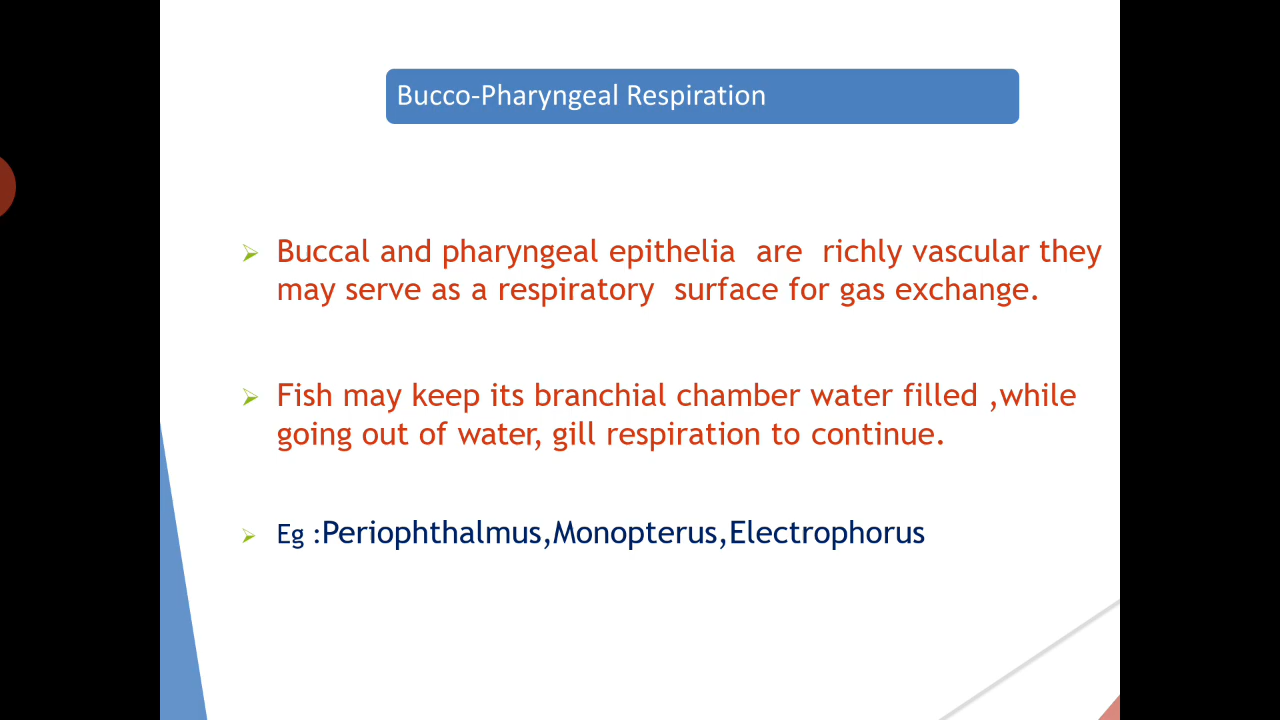 Bucco-Pharyngeal Respiration
Buccal and pharyngeal epithelia are richly vascular they
may serve as a respiratory surface for gas exchange.
Fish may keep its branchial chamber water filled ,while
going out of water, gill respiration to continue.
Eg :Periophthalmus,Monopterus,Electrophorus